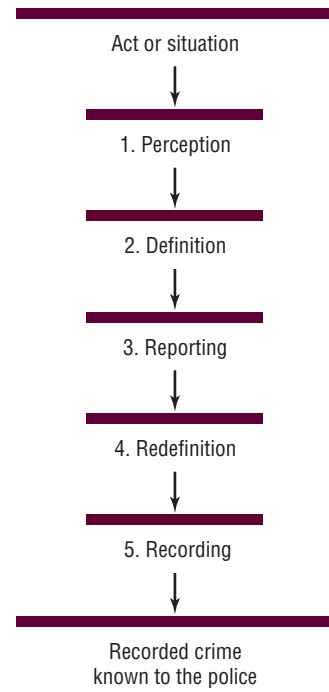 Act or situation
1. Perception
2. Definition
3. Reporting
4. Redefinition
5. Recording
Recorded crime
known to the police